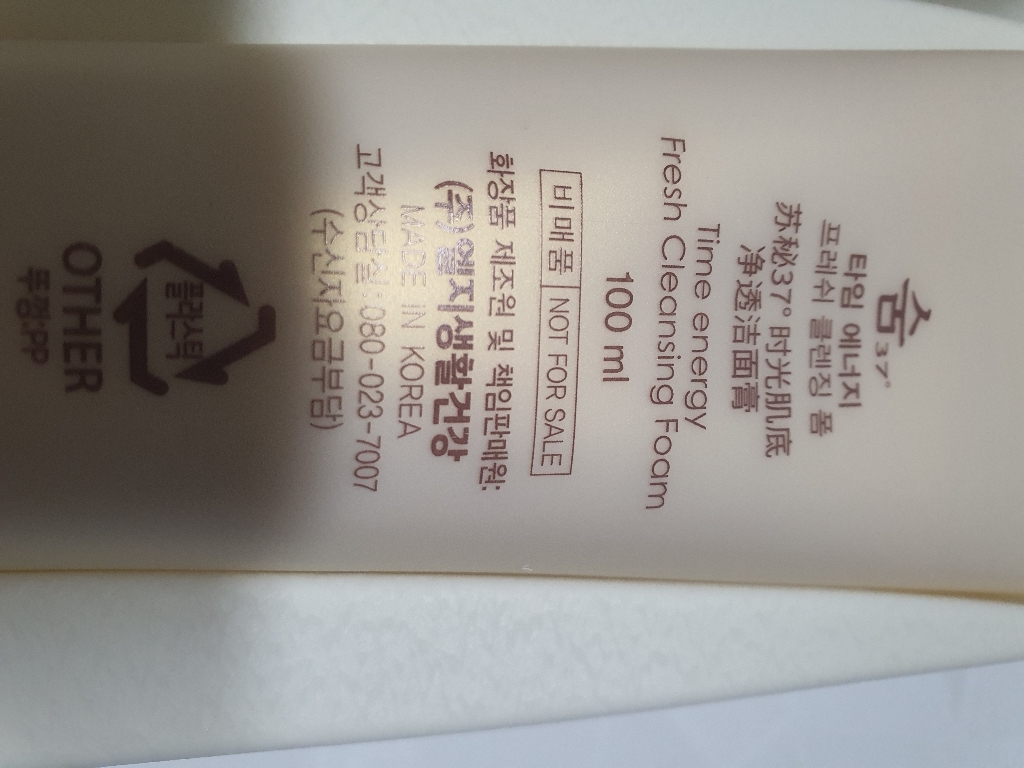 숨37°
타임 에너지
프레쉬 클렌징 폼
苏秘37°时光肌底
净透洁面膏
Time energy
Fresh Cleansing Foam
100 ml
비매품 NOT FOR SALE
화장품 제조원 및 책임판매원:
(주)엘지생활건강
MADE IN KOREA
고객상담실:080-023-7007
(수신자요금부담)
플라스틱
OTHER
뚜껑:PP